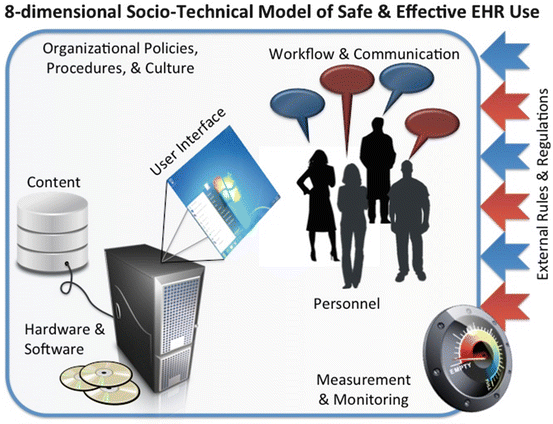 8-dimensional Socio-Technical Model of Safe & Effective EHR Use
Organizational Policies,
Procedures, & Culture
Workflow & Communication
User Interface
Content
External Rules & Regulations
Personnel
Hardware &
Software
Measurement
& Monitoring
EMPTY